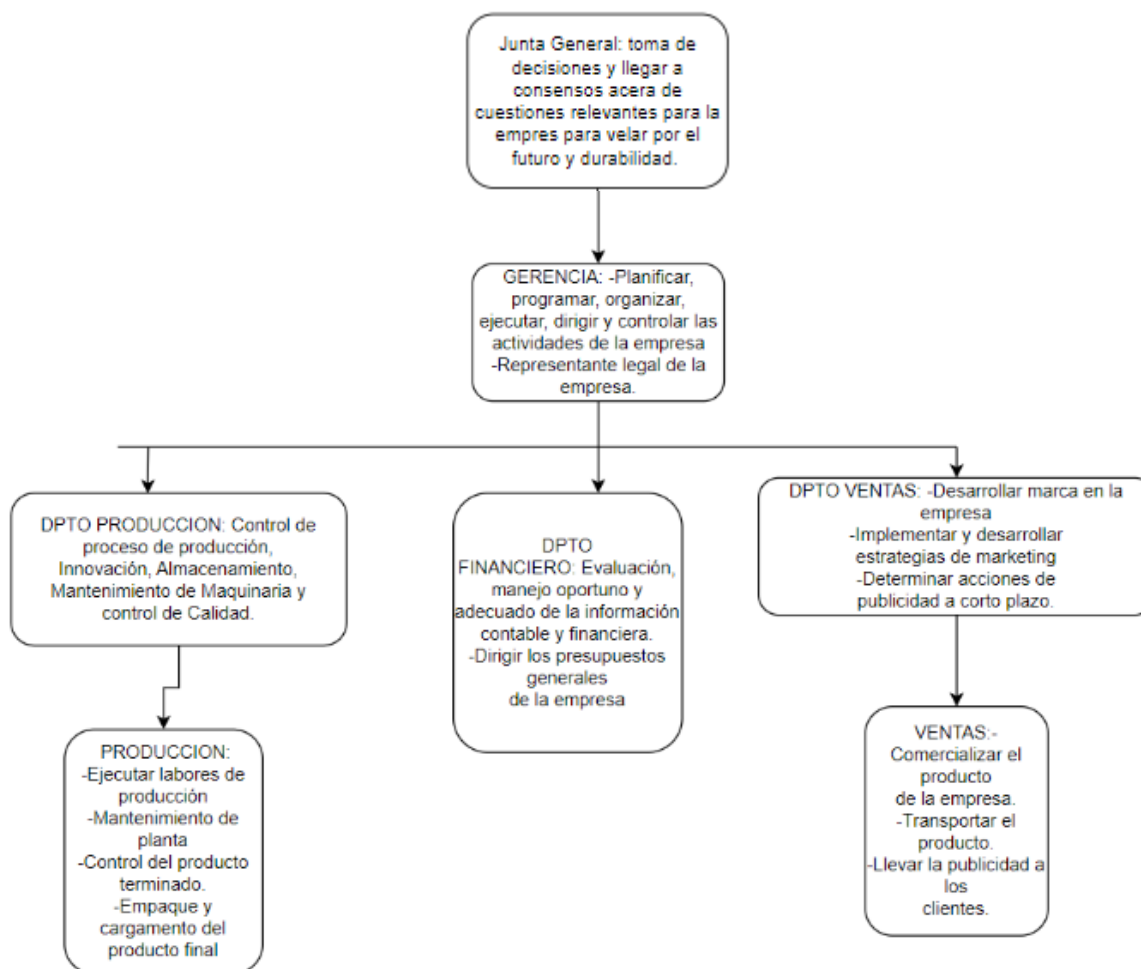 Junta General: toma de
decisiones y llegar a
consensos acera de
cuestiones relevantes para la
empres para velar por el
futuro y durabilidad.
GERENCIA: -Planificar,
programar, organizar,
ejecutar, dirigir y controlar las
actividades de la empresa
-Representante legal de la
empresa.
DPTO PRODUCCION: Control de
proceso de producción,
Innovación, Almacenamiento,
Mantenimiento de Maquinaria y
control de Calidad.
DPTO
FINANCIERO: Evaluación,
manejo oportuno y
adecuado de la información
contable y financiera.
-Dirigir los presupuestos
generales
de la empresa
DPTO VENTAS: -Desarrollar marca en la
empresa
-Implementar y desarrollar
estrategias de marketing
-Determinar acciones de
publicidad a corto plazo.
PRODUCCION:
-Ejecutar labores de
producción
-Mantenimiento de
planta
-Control del producto
terminado.
-Empaque y
cargamento del
producto final
VENTAS:-
Comercializar el
producto
de la empresa.
-Transportar el
producto.
-Llevar la publicidad a
los
clientes.